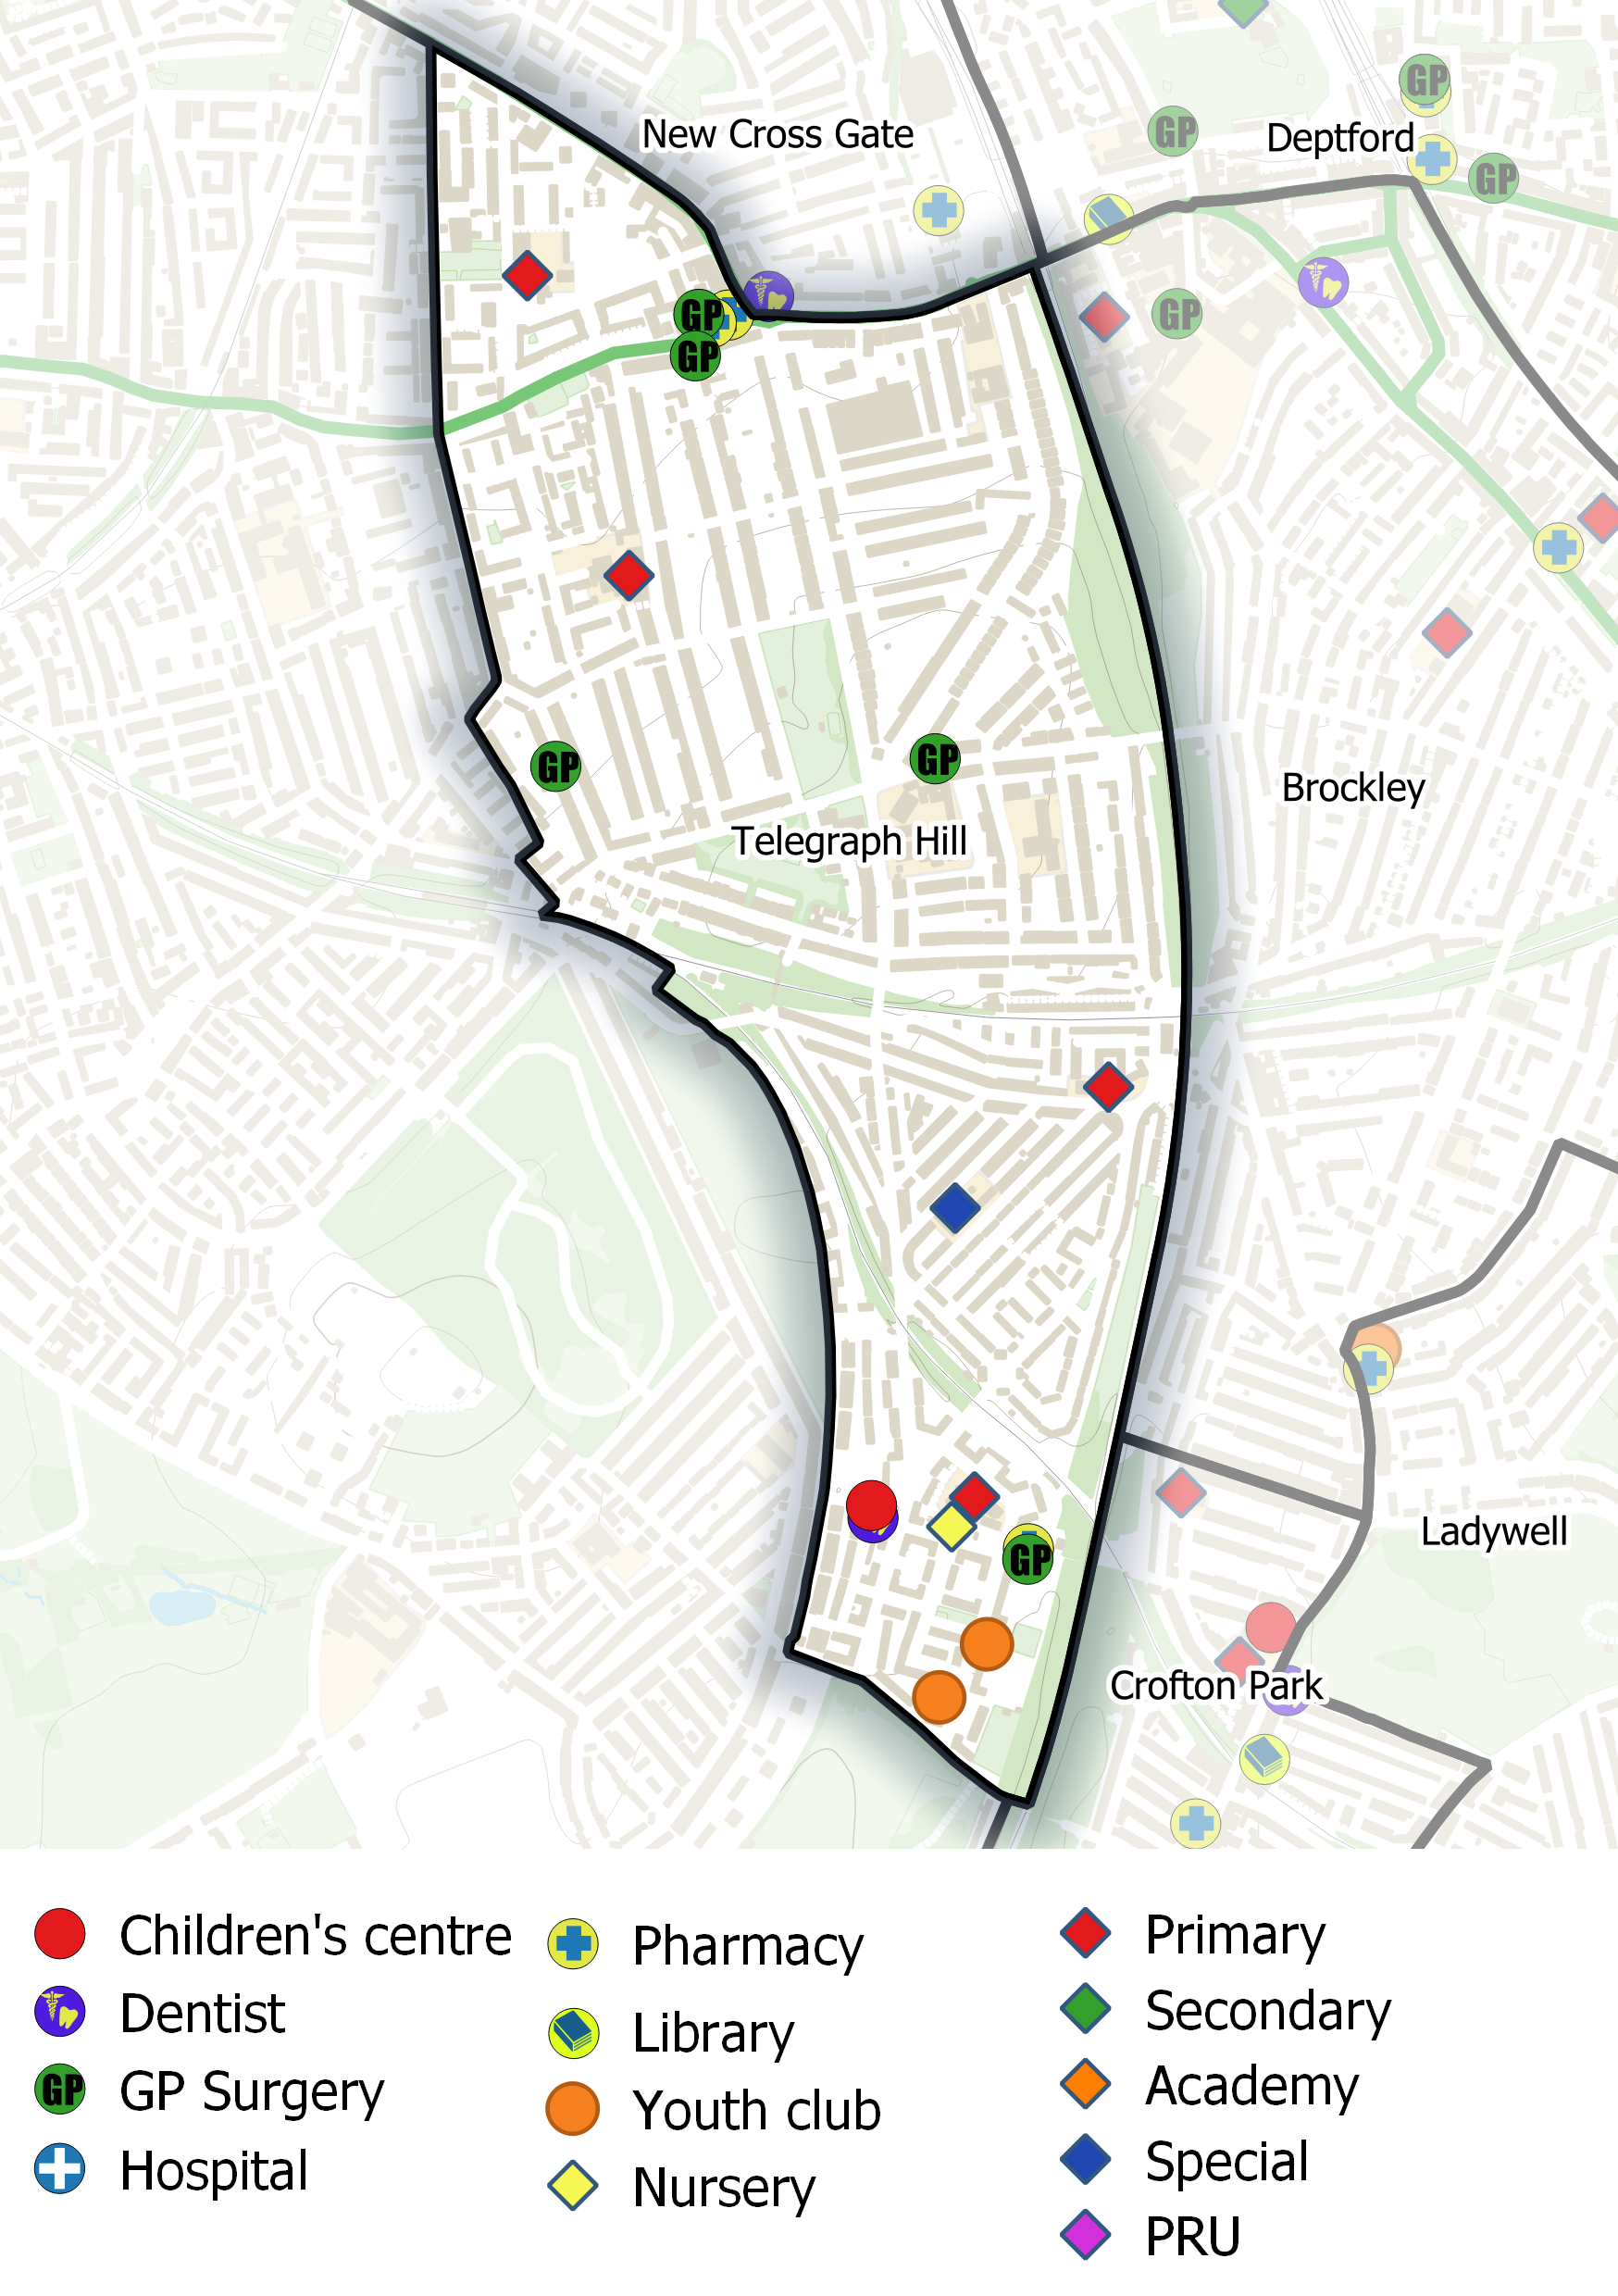 New Cross Gate
Deptford
GP
GP
GP
GP
GP
GP
GP
GP
Brockley
Telegraph Hill
Ladywell
GP
Crofton Park
Children's centre
Dentist
GP GP Surgery
Hospital
Pharmacy
Library
Youth club
Nursery
Primary
Secondary
Academy
Special
PRU